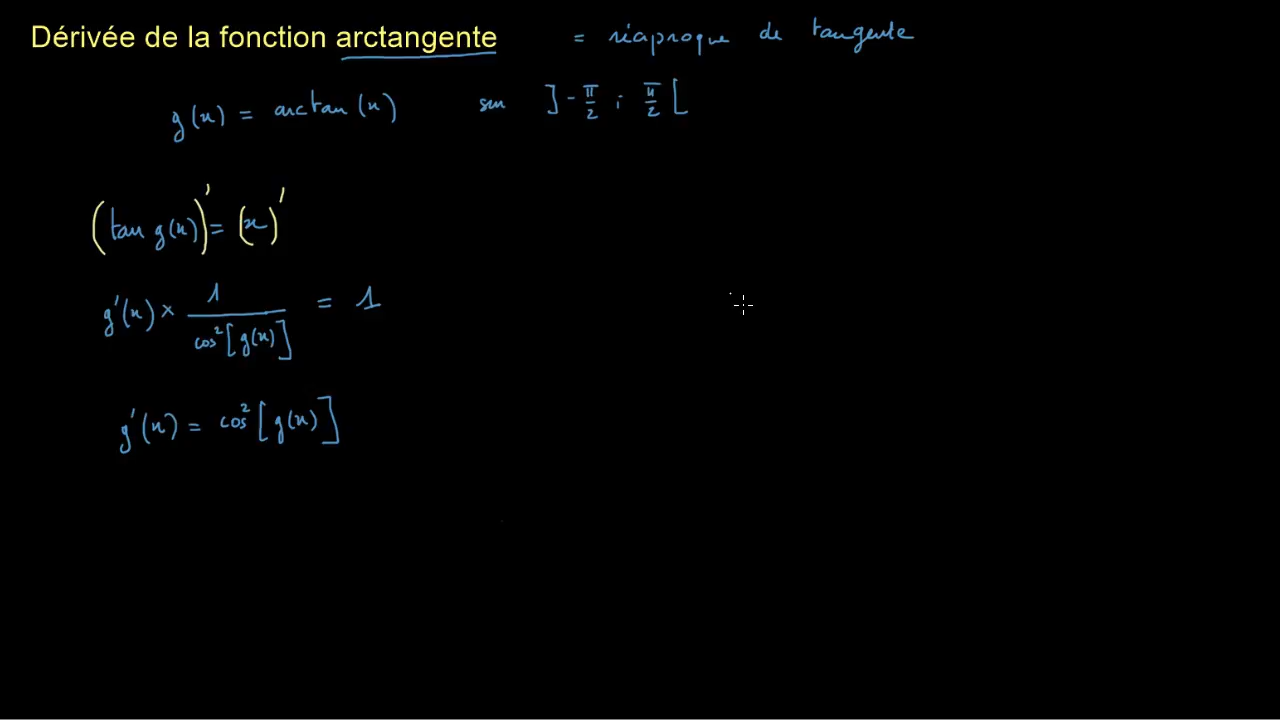 Dérivée de la fonction arctangente = réciproque de tangente
g(x) = arctan(x) sur ]-π/2 ; π/2[
(tan g(x))' = (x)'
g'(x) × 1/cos²[g(x)] = 1
g'(x) = cos²[g(x)]